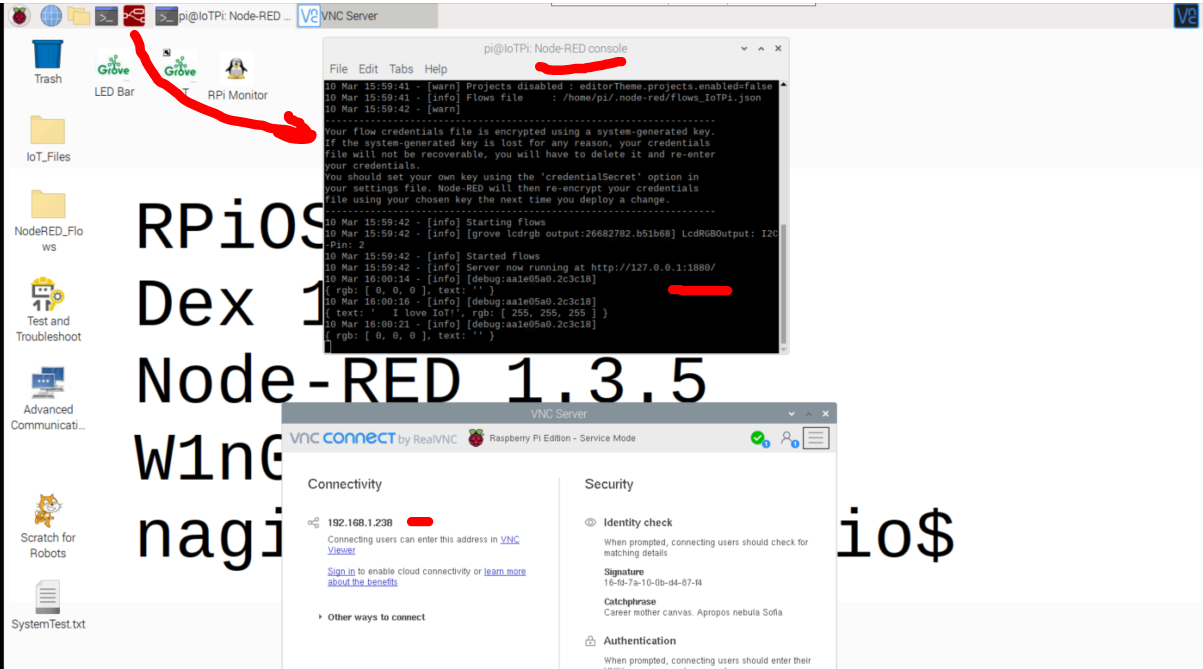 pi@IoTPi: Node-RED ...
VNC Server
Trash
LED Bar
T
RPi Monitor
IoT_Files
NodeRED_Flo
ws
Test and
Troubleshoot
Advanced
Communicati...
Scratch for
Robots
SystemTest.txt
RPiOS
Dex 1
Node-RED 1.3.5
W1n0
nagi
io$
pi@IoTPi: Node-RED console
File Edit Tabs Help
10 Mar 15:59:41 - [warn] Projects disabled : editorTheme.projects.enabled=false
10 Mar 15:59:41 - [info] Flows file : /home/pi/.node-red/flows_IoTPi.json
10 Mar 15:59:42 - [warn]
---------------------------------------------------------------------
Your flow credentials file is encrypted using a system-generated key.
If the system-generated key is lost for any reason, your credentials
file will not be recoverable, you will have to delete it and re-enter
your credentials.
You should set your own key using the 'credentialSecret' option in
your settings file. Node-RED will then re-encrypt your credentials
file using your chosen key the next time you deploy a change.
---------------------------------------------------------------------
10 Mar 15:59:42 - [info] Starting flows
10 Mar 15:59:42 - [info] [grove lcdrgb output:26682782.b51b68] LcdRGBOutput: I2C
-Pin: 2
10 Mar 15:59:42 - [info] Started flows
10 Mar 15:59:42 - [info] Server now running at http://127.0.0.1:1880/
10 Mar 16:00:14 - [info] [debug:aa1e05a0.2c3c18]
{ rgb: [ 0, 0, 0 ], text: '' }
10 Mar 16:00:16 - [info] [debug:aa1e05a0.2c3c18]
{ text: '   I love IoT!', rgb: [ 255, 255, 255 ] }
10 Mar 16:00:21 - [info] [debug:aa1e05a0.2c3c18]
{ rgb: [ 0, 0, 0 ], text: '' }
VNC Server
VNC CONNECT by RealVNC Raspberry Pi Edition - Service Mode
Connectivity
192.168.1.238
Connecting users can enter this address in VNC
Viewer
Sign in to enable cloud connectivity or learn more
about the benefits
Other ways to connect
Security
Identity check
When prompted, connecting users should check for
matching details
Signature
16-fd-7a-10-0b-d4-87-f4
Catchphrase
Career mother canvas. Apropos nebula Sofia
Authentication
When prompted, connecting users should enter their